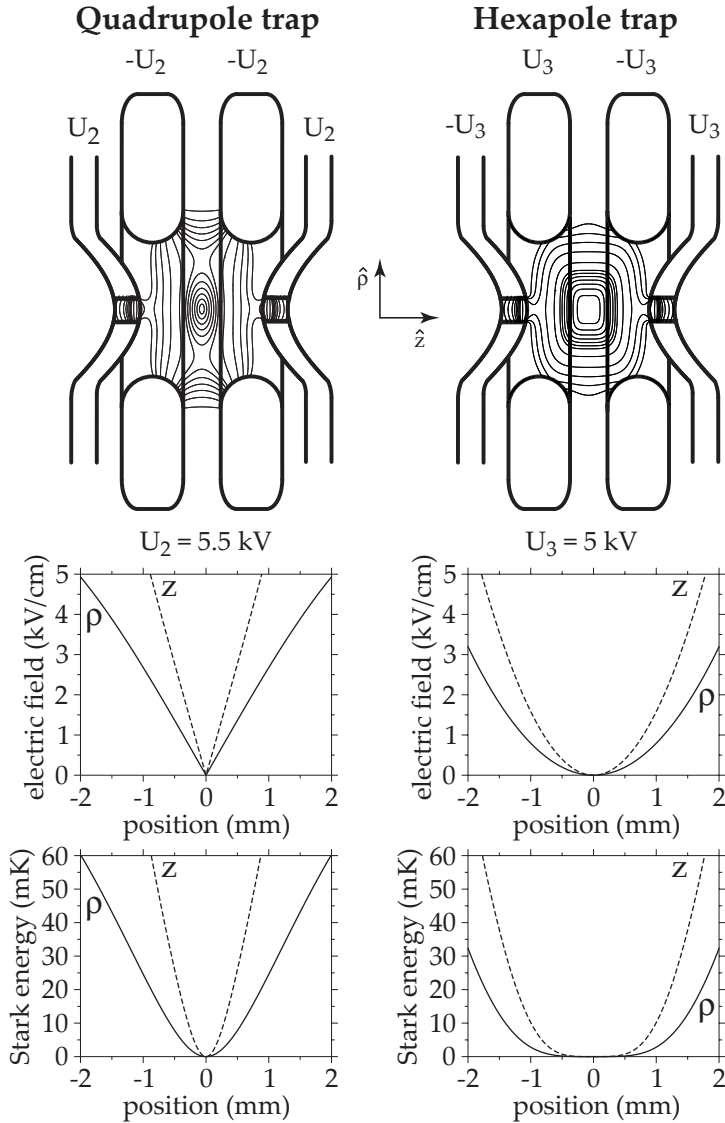 Quadrupole trap
-U2 -U2
U2 U2
Hexapole trap
U3 -U3
-U3 U3
ρ̂
ẑ
U2 = 5.5 kV
electric field (kV/cm)
5
4
3
2
1
0
z
ρ
-2 -1 0 1 2
position (mm)
U3 = 5 kV
electric field (kV/cm)
5
4
3
2
1
0
z
ρ
-2 -1 0 1 2
position (mm)
Stark energy (mK)
60
50
40
30
20
10
0
z
ρ
-2 -1 0 1 2
position (mm)
Stark energy (mK)
60
50
40
30
20
10
0
z
ρ
-2 -1 0 1 2
position (mm)